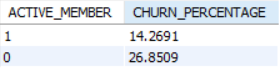 ACTIVE_MEMBER CHURN_PERCENTAGE
1 14.2691
0 26.8509